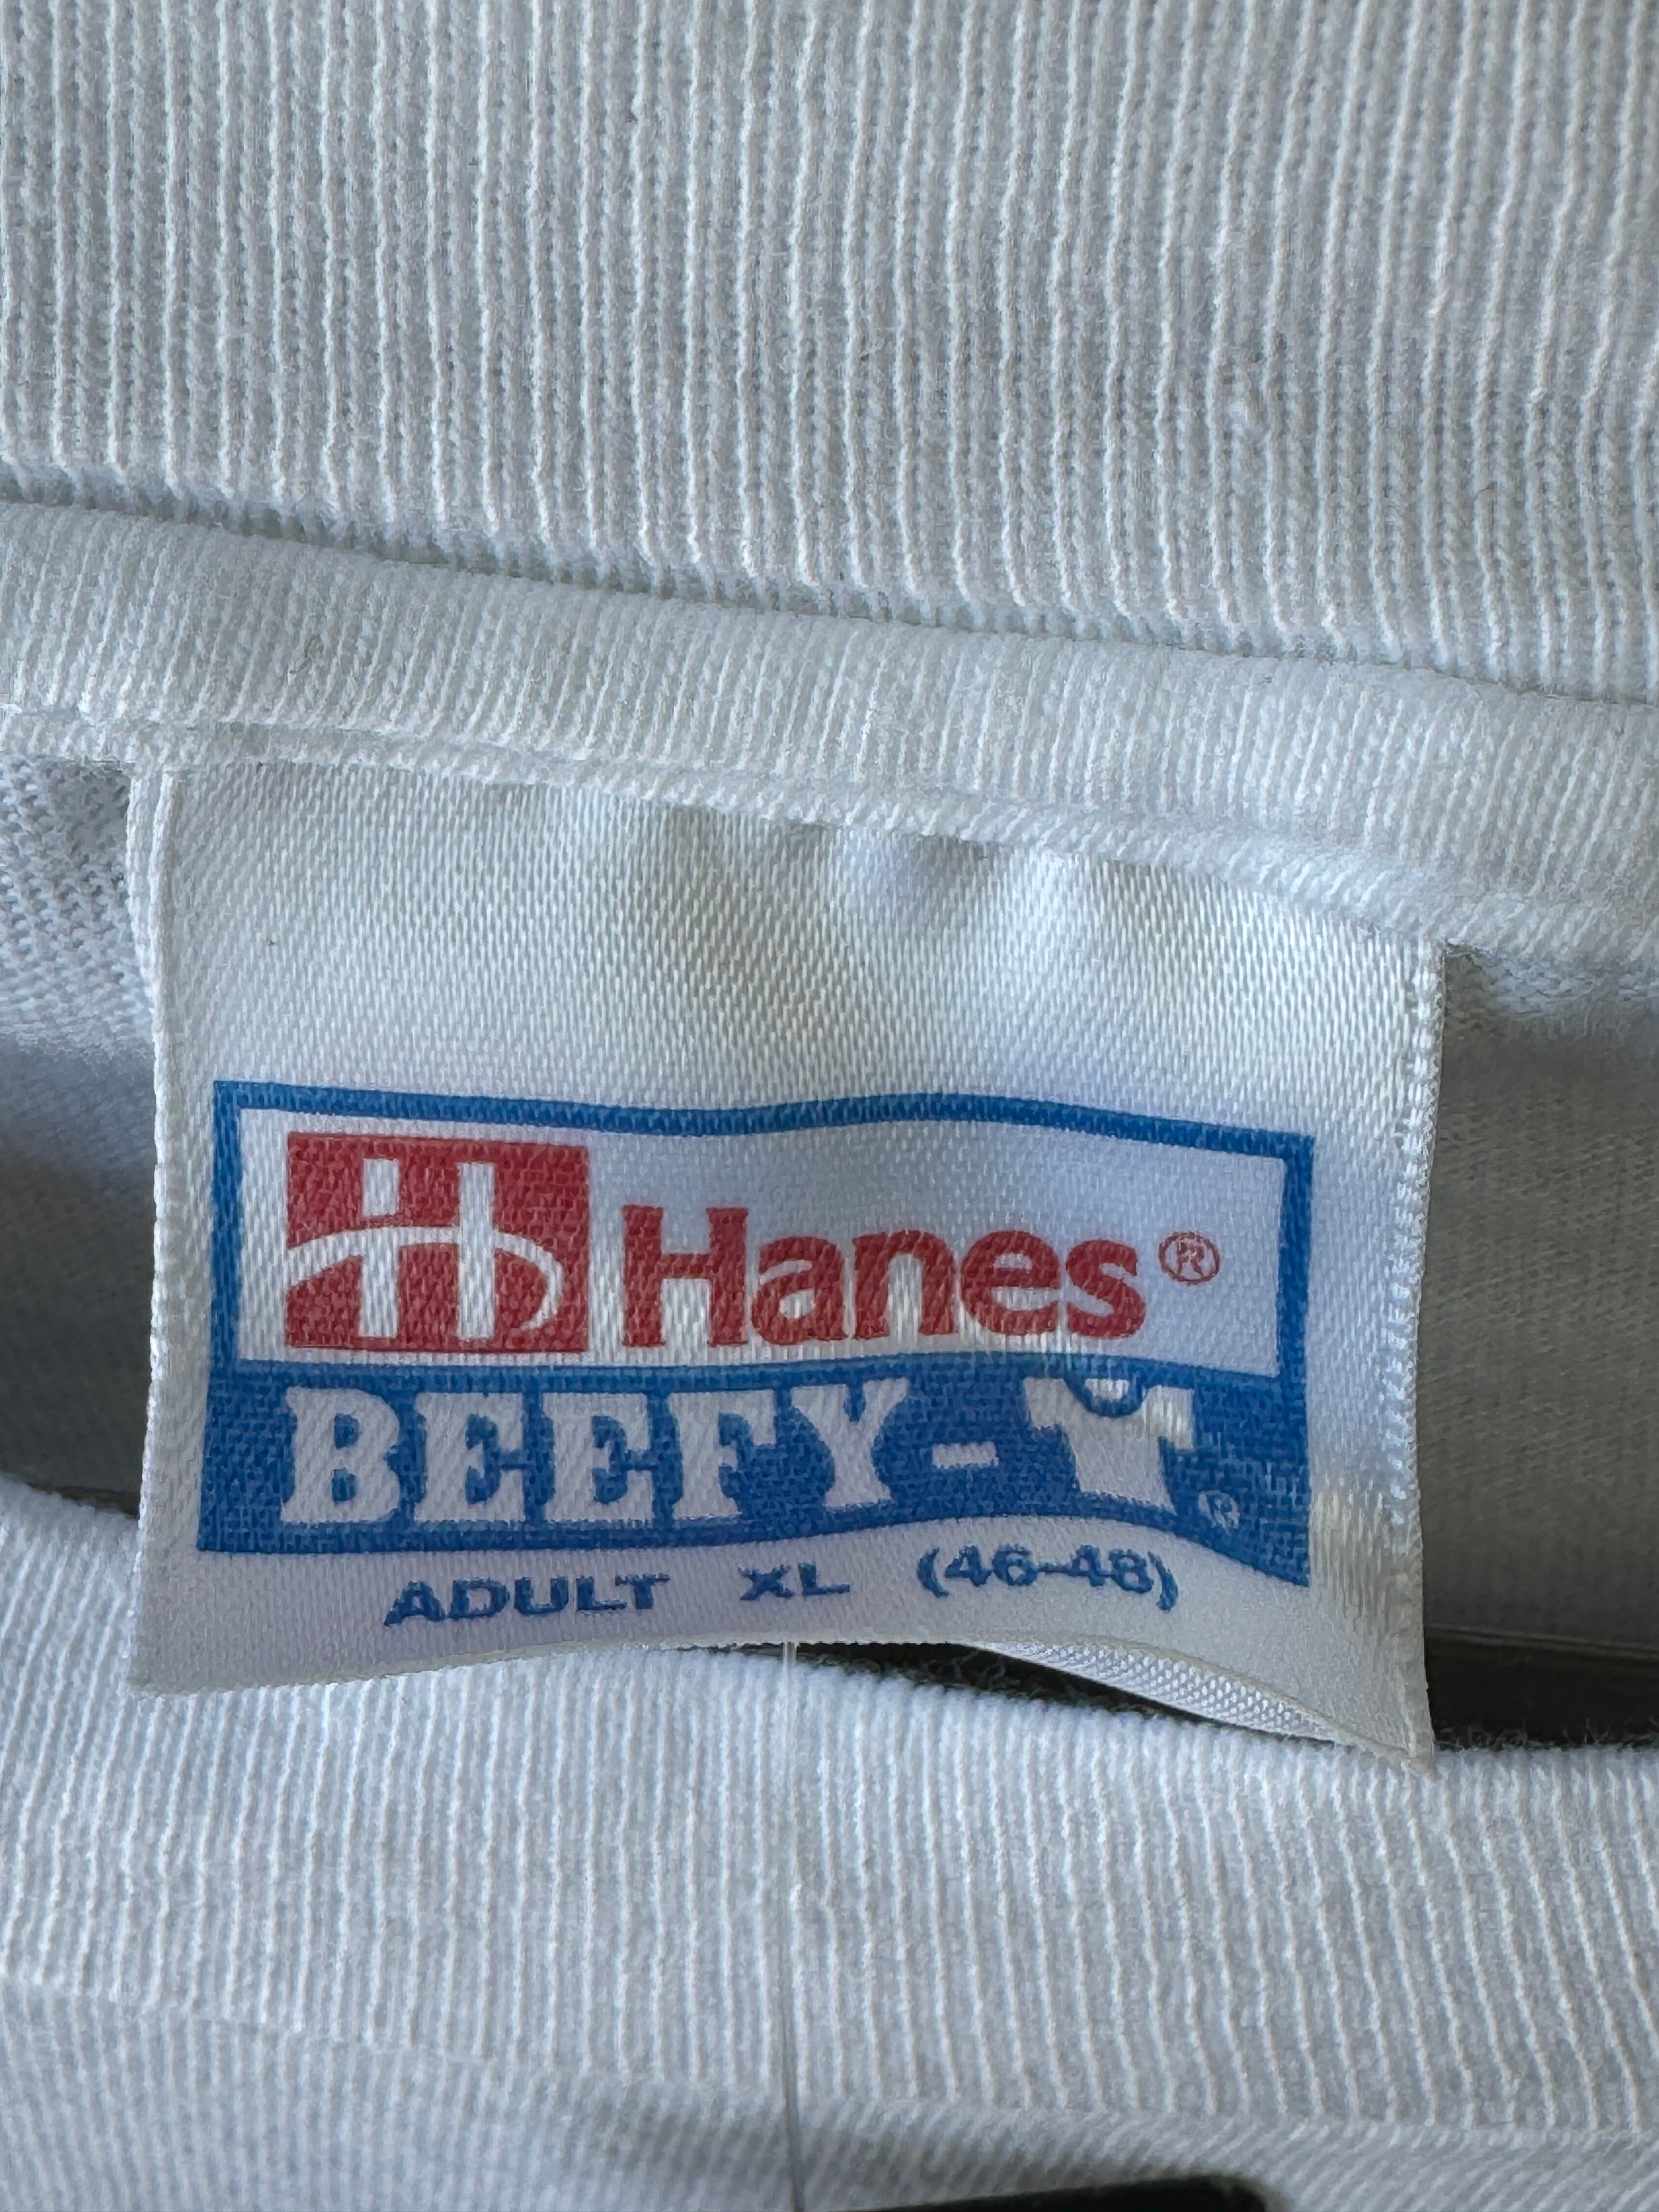 H Hanes®
BEEFY-T®
ADULT XL (46-48)